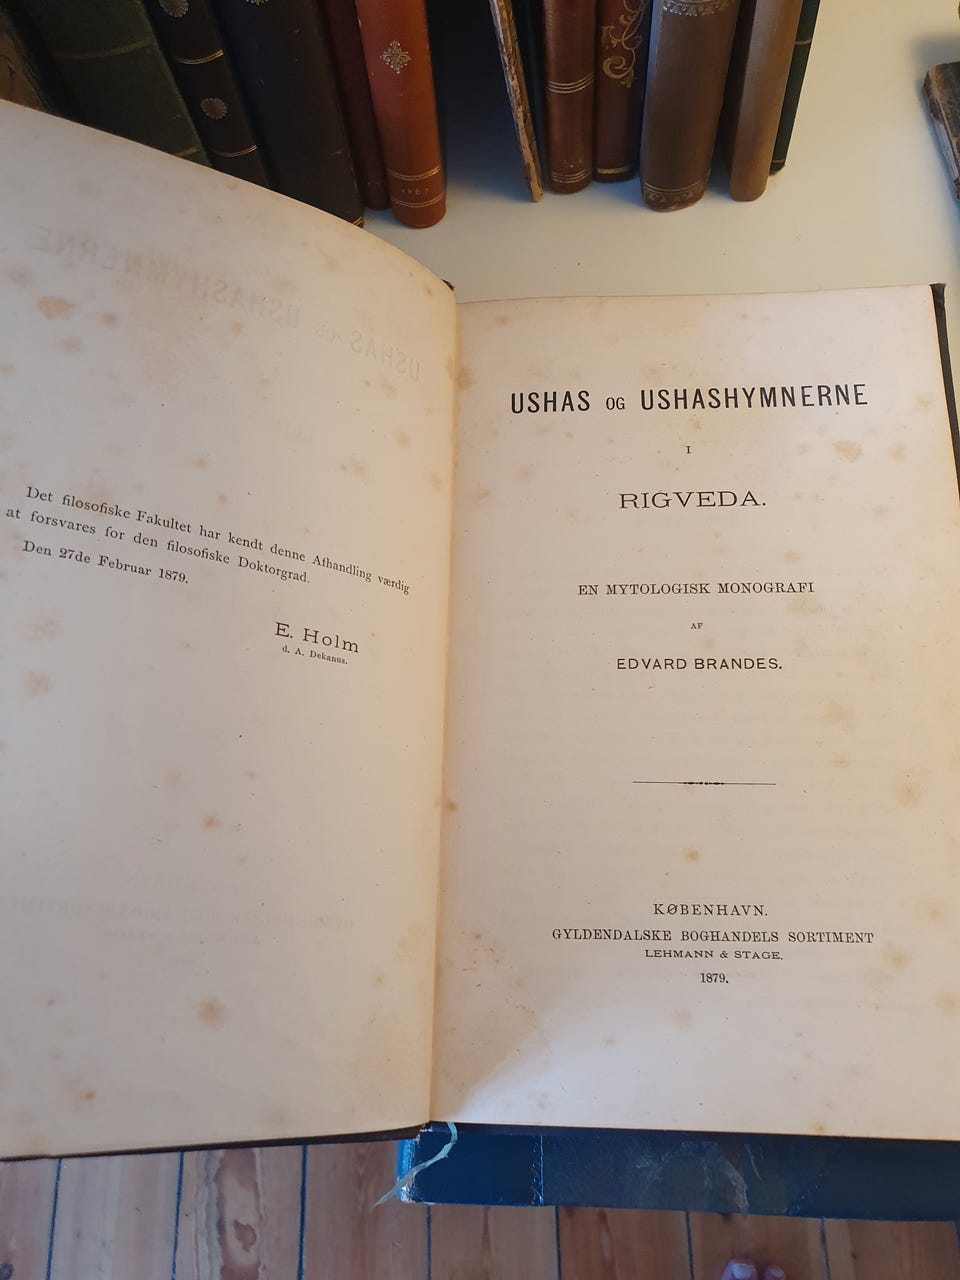 Det filosofiske Fakultet har kendt denne Afhandling værdig
at forsvares for den filosofiske Doktorgrad.
Den 27de Februar 1879.
E. Holm
d. A. Dekanus.
USHAS OG USHASHYMNERNE
I
RIGVEDA.
EN MYTOLOGISK MONOGRAFI
AF
EDVARD BRANDES.
KØBENHAVN.
GYLDENDALSKE BOGHANDELS SORTIMENT
LEHMANN & STAGE.
1879.
1867